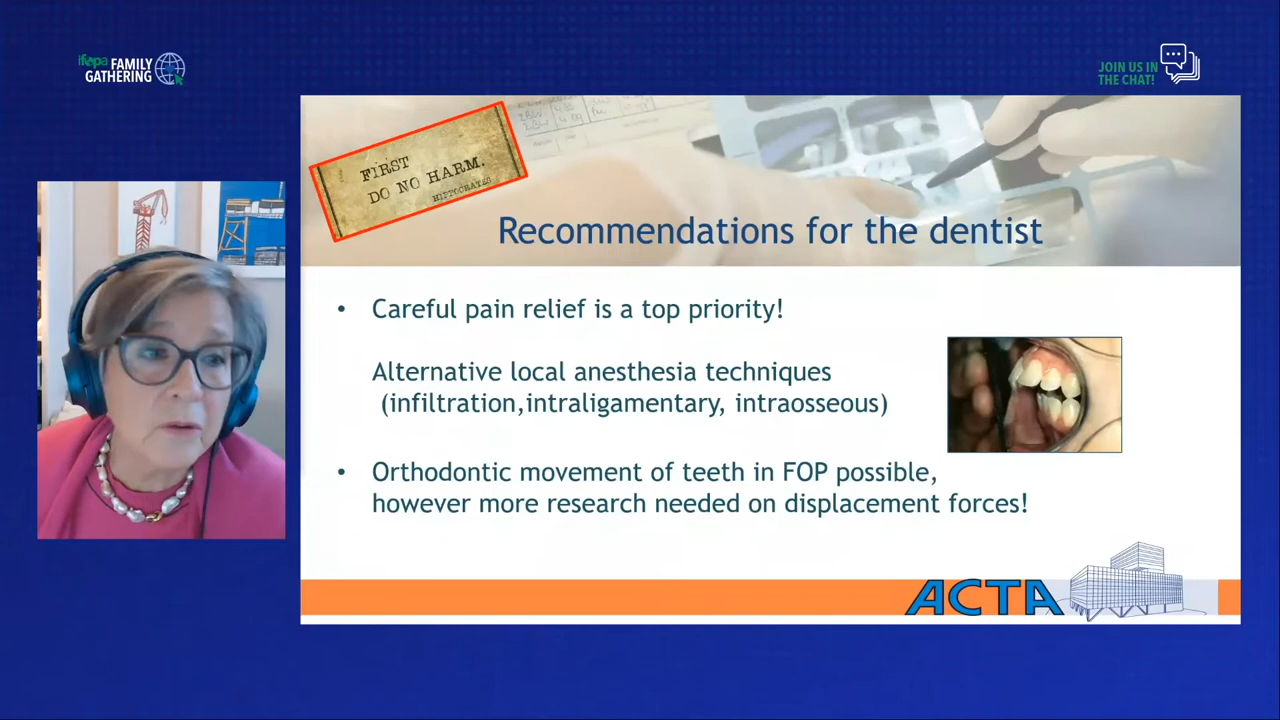 ifopa FAMILY
GATHERING
JOIN US IN
THE CHAT!
FIRST
DO NO HARM.
HIPPOCRATES
Recommendations for the dentist
• Careful pain relief is a top priority!
Alternative local anesthesia techniques
(infiltration,intraligamentary, intraosseous)
• Orthodontic movement of teeth in FOP possible,
however more research needed on displacement forces!
ACTA